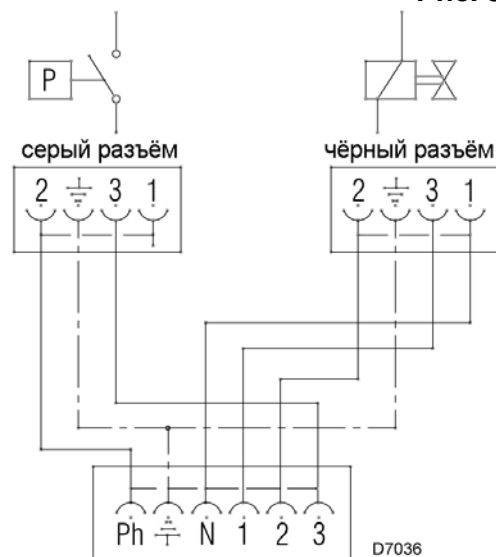 P
серый разъём
чёрный разъём
2 3 1
2 3 1
Ph N 1 2 3
D7036